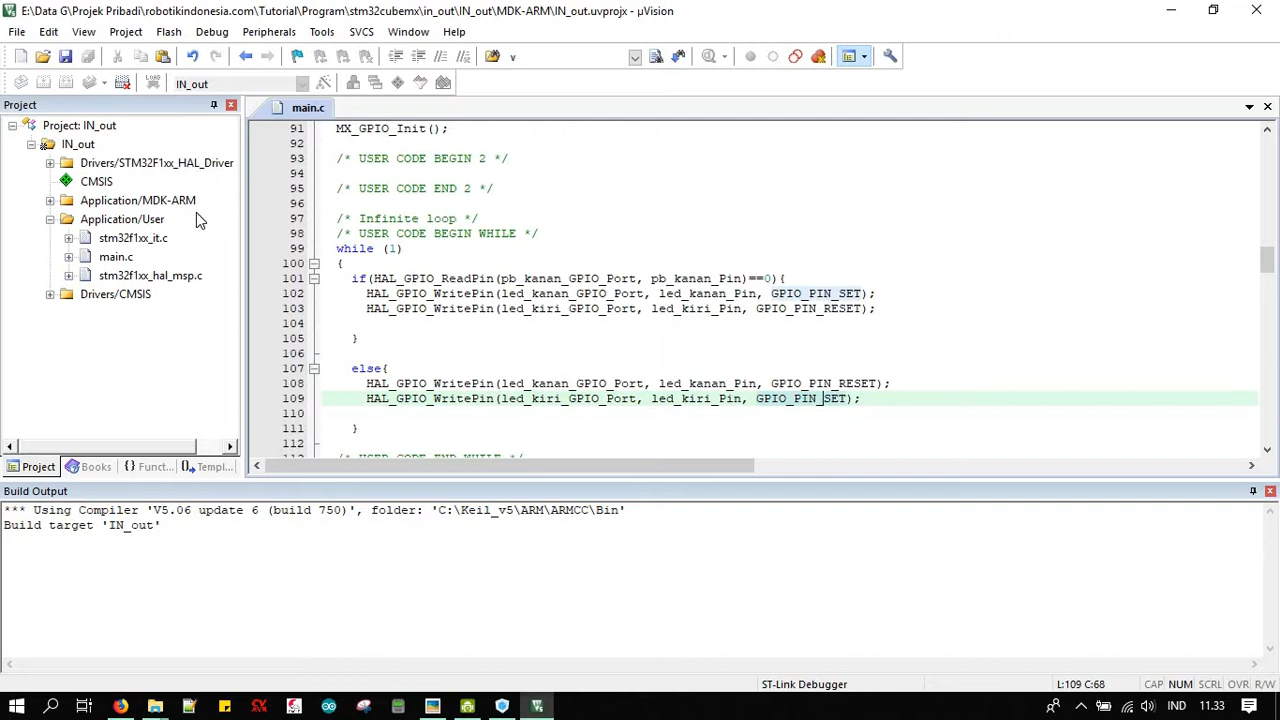 E:\Data G\Projek Pribadi\robotikindonesia.com\Tutorial\Program\stm32cubemx\in_out\IN_out\MDK-ARM\IN_out.uvprojx - µVision
File Edit View Project Flash Debug Peripherals Tools SVCS Window Help
LOAD IN_out
Project
main.c
Project: IN_out
IN_out
Drivers/STM32F1xx_HAL_Driver
CMSIS
Application/MDK-ARM
Application/User
stm32f1xx_it.c
main.c
stm32f1xx_hal_msp.c
Drivers/CMSIS
Project Books {} Funct... Templ...
91 MX_GPIO_Init();
92
93 /* USER CODE BEGIN 2 */
94
95 /* USER CODE END 2 */
96
97 /* Infinite loop */
98 /* USER CODE BEGIN WHILE */
99 while (1)
100 {
101 if(HAL_GPIO_ReadPin(pb_kanan_GPIO_Port, pb_kanan_Pin)==0){
102 HAL_GPIO_WritePin(led_kanan_GPIO_Port, led_kanan_Pin, GPIO_PIN_SET);
103 HAL_GPIO_WritePin(led_kiri_GPIO_Port, led_kiri_Pin, GPIO_PIN_RESET);
104
105 }
106
107 else{
108 HAL_GPIO_WritePin(led_kanan_GPIO_Port, led_kanan_Pin, GPIO_PIN_RESET);
109 HAL_GPIO_WritePin(led_kiri_GPIO_Port, led_kiri_Pin, GPIO_PIN_SET);
110
111 }
112
/* USER CODE END WHILE */
Build Output
*** Using Compiler 'V5.06 update 6 (build 750)', folder: 'C:\Keil_v5\ARM\ARMCC\Bin'
Build target 'IN_out'
ST-Link Debugger L:109 C:68 CAP NUM SCRL OVR R/W
IND 11.33